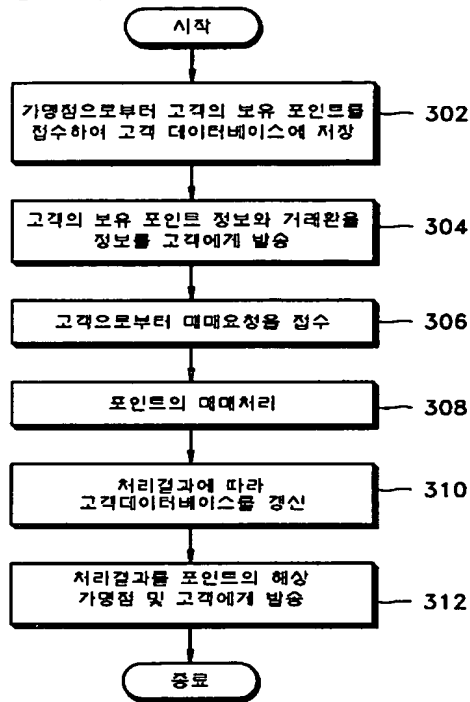 시작
가맹점으로부터 고객의 보유 포인트를
접수하여 고객 데이터베이스에 저장
302
고객의 보유 포인트 정보와 거래환율
정보를 고객에게 발송
304
고객으로부터 매매요청을 접수
306
포인트의 매매처리
308
처리결과에 따라
고객데이터베이스를 갱신
310
처리결과를 포인트의 해상
가맹점 및 고객에게 발송
312
종료